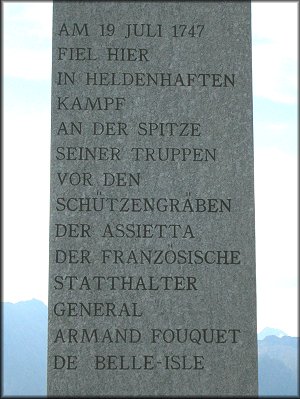 AM 19 JULI 1747
FIEL HIER
IN HELDENHAFTEN
KAMPF
AN DER SPITZE
SEINER TRUPPEN
VOR DEN
SCHÜTZENGRÄBEN
DER ASSIETTA
DER FRANZÖSISCHE
STATTHALTER
GENERAL
ARMAND FOUQUET
DE BELLE-ISLE